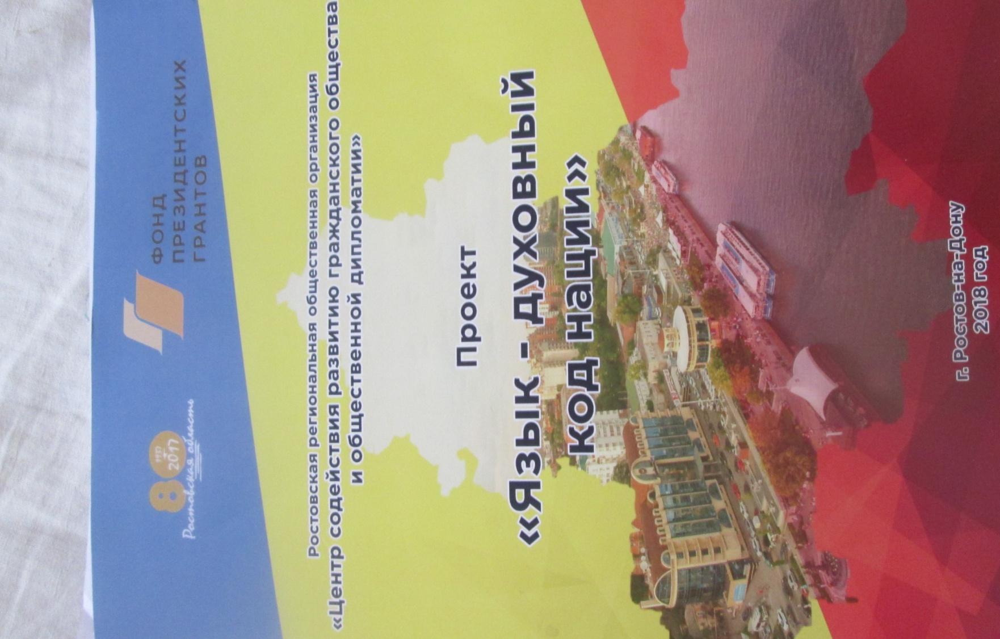 80
1937
2017
Ростовская область
ФОНД
ПРЕЗИДЕНТСКИХ
ГРАНТОВ
Ростовская региональная общественная организация
«Центр содействия развитию гражданского общества
и общественной дипломатии»
Проект
«Язык - духовный
код нации»
г. Ростов-на-Дону
2018 год